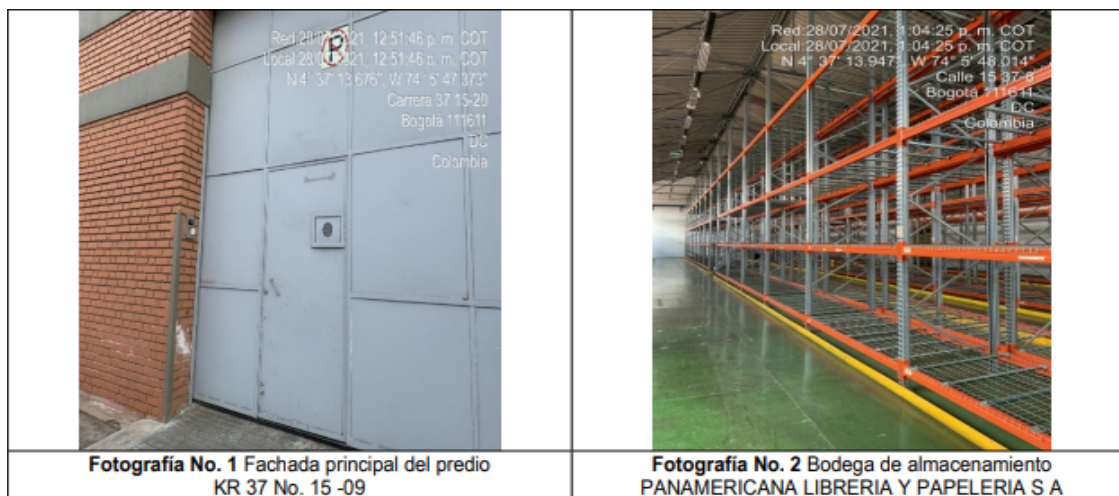 Red:28/07/2021, 12:51:46 p. m. COT
Local:28/07/2021, 12:51:46 p. m. COT
N 4° 37' 13.676", W 74° 5' 47.373"
Carrera 37 15-20
Bogotá 111611
DC
Colombia
Fotografía No. 1 Fachada principal del predio
KR 37 No. 15 -09
Red:28/07/2021, 1:04:25 p. m. COT
Local:28/07/2021, 1:04:25 p. m. COT
N 4° 37' 13.947", W 74° 5' 48.014"
Calle 15 37-8
Bogotá 111611
DC
Colombia
Fotografía No. 2 Bodega de almacenamiento
PANAMERICANA LIBRERIA Y PAPELERIA S A